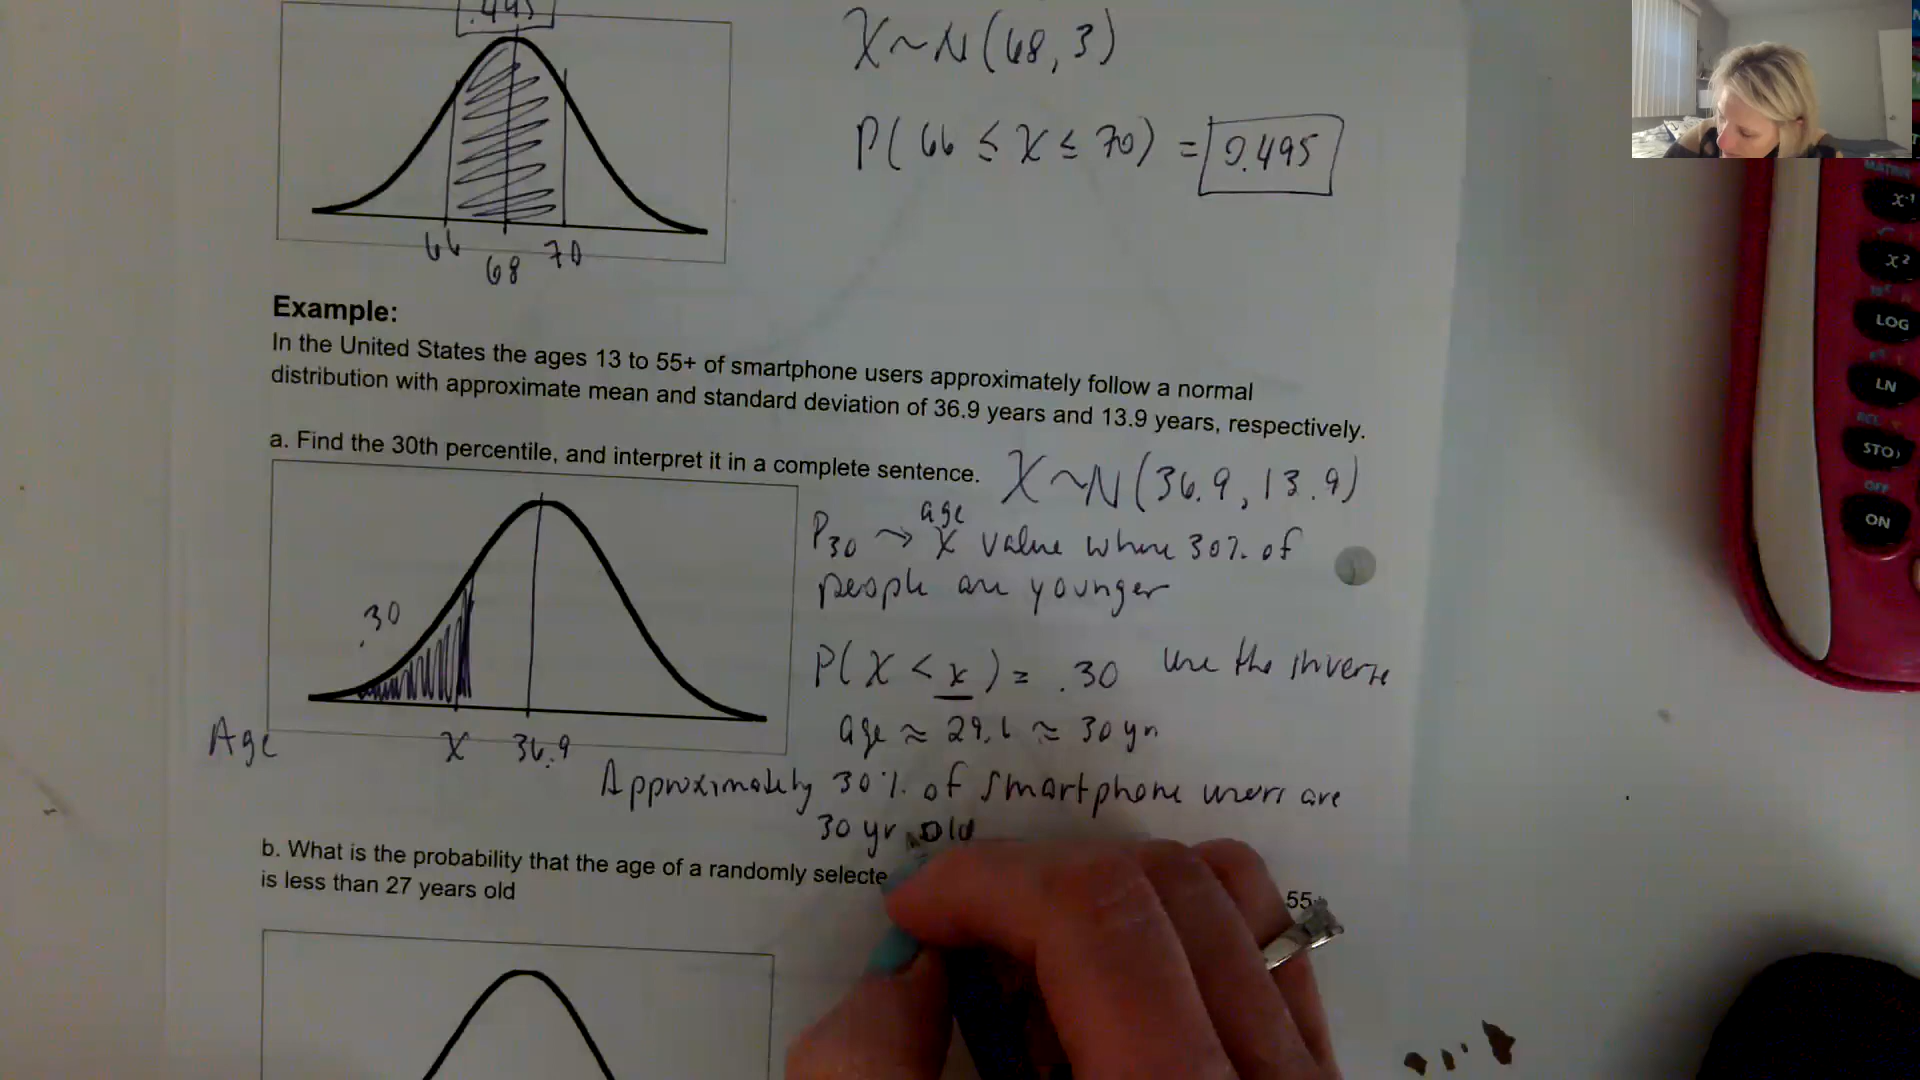 .495
X~N(68,3)
P(66 ≤ X ≤ 70) = 0.495
66
68
70
Example:
In the United States the ages 13 to 55+ of smartphone users approximately follow a normal
distribution with approximate mean and standard deviation of 36.9 years and 13.9 years, respectively.
a. Find the 30th percentile, and interpret it in a complete sentence.
X~N(36.9,13.9)
age
P30 → x value where 30% of
people are younger
.30
P(X < x) = .30 Use the inverse
age ≈ 29.6 ≈ 30 yr
Age
x 36.9
Approximately 30% of smartphone users are
30 yr old
b. What is the probability that the age of a randomly
55+
is less than 27 years old
MATRIX
x-1
x2
LOG
LN
STO
OFF
ON